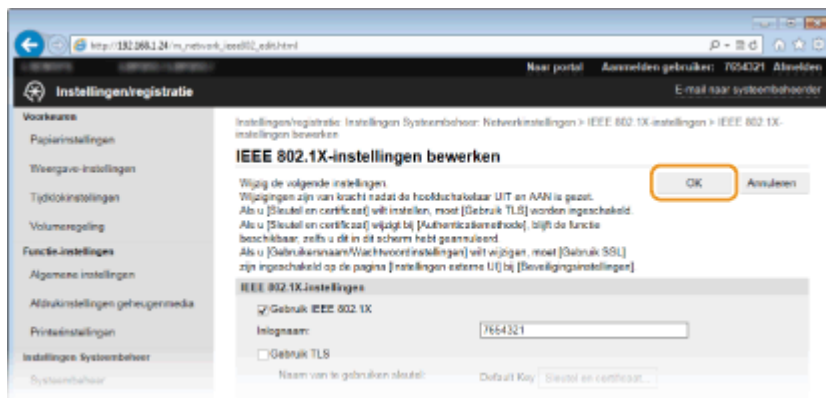 http://192.168.1.24/m_network_ieee802_edit.html
Naar portal Aanmelden gebruiker: 7654321 Afmelden
Instellingen/registratie
E-mail naar systeembeheerder
Voorkeuren
Papierinstellingen
Weergave-instellingen
Tijdklokinstellingen
Volumeregeling
Functie-instellingen
Algemene instellingen
Afdrukinstellingen geheugenmedia
Printerinstellingen
Instellingen Systeembeheer
Systeembeheer
Instellingen/registratie: Instellingen Systeembeheer: Netwerkinstellingen > IEEE 802.1X-instellingen > IEEE 802.1X-
instellingen bewerken
IEEE 802.1X-instellingen bewerken
OK Annuleren
Wijzig de volgende instellingen.
Wijzigingen zijn van kracht nadat de hoofdschakelaar UIT en AAN is gezet.
Als u [Sleutel en certificaat] wilt instellen, moet [Gebruik TLS] worden ingeschakeld.
Als u [Sleutel en certificaat] wijzigt bij [Authenticatiemethode], blijft de functie
beschikbaar, zelfs u dit in dit scherm hebt geannuleerd.
Als u [Gebruikersnaam/Wachtwoordinstellingen] wilt wijzigen, moet [Gebruik SSL]
zijn ingeschakeld op de pagina [Instellingen externe UI] bij [Beveiligingsinstellingen]
IEEE 802.1X-instellingen
Gebruik IEEE 802.1X
Inlognaam: 7654321
Gebruik TLS
Naam van te gebruiken sleutel: Default Key Sleutel en certificaat...